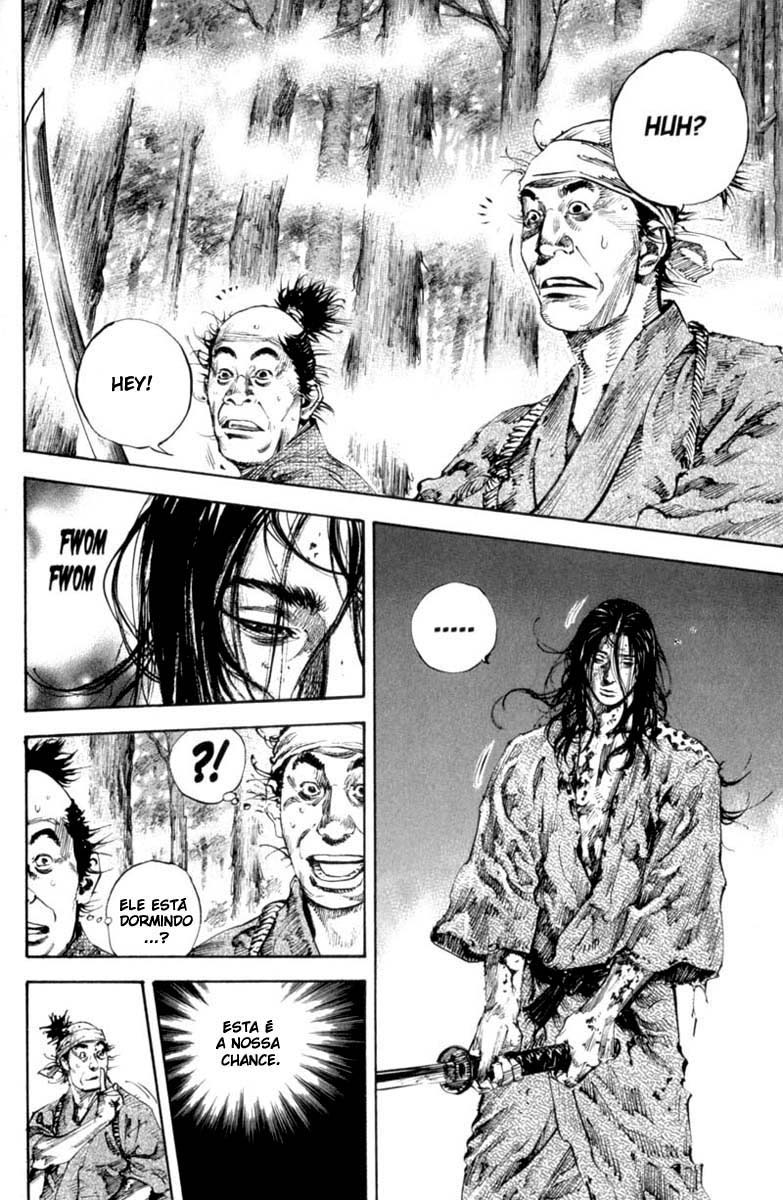 HUH?
HEY!
FWOM
FWOM
.....
?!
ELE ESTÁ
DORMINDO
...?
ESTA É
A NOSSA
CHANCE.